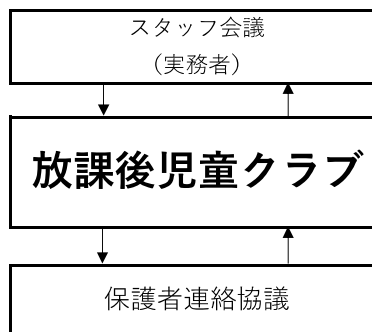 スタッフ会議
（実務者）
放課後児童クラブ
保護者連絡協議